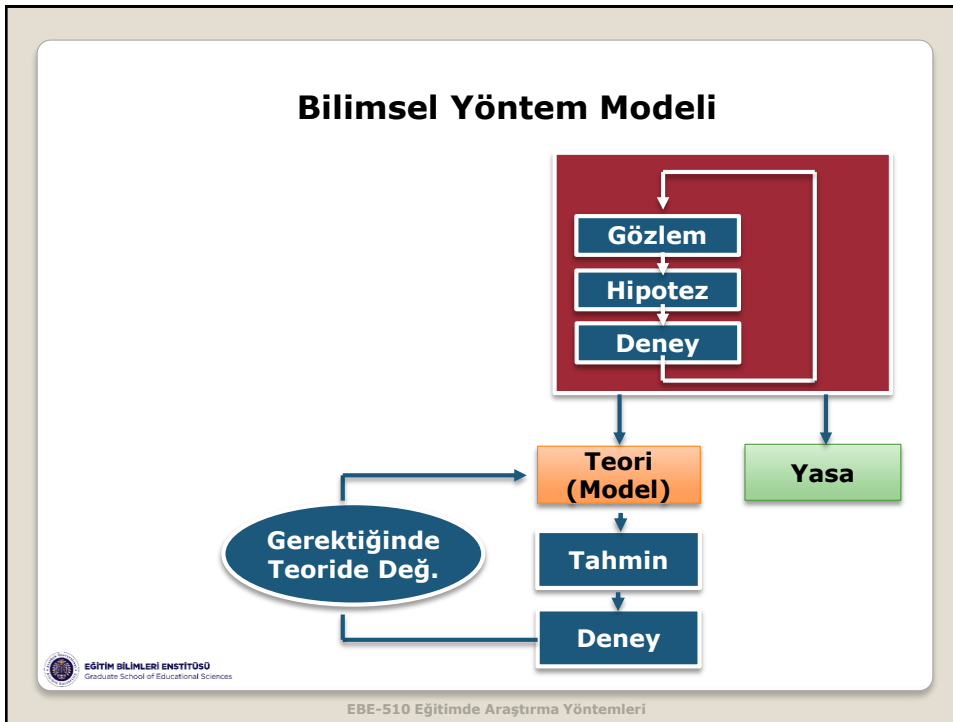 Bilimsel Yöntem Modeli
Gözlem
Hipotez
Deney
Teori
(Model)
Yasa
Gerektiğinde
Teoride Değ.
Tahmin
Deney
EĞİTİM BİLİMLERİ ENSTİTÜSÜ
Graduate School of Educational Sciences
EBE-510 Eğitimde Araştırma Yöntemleri